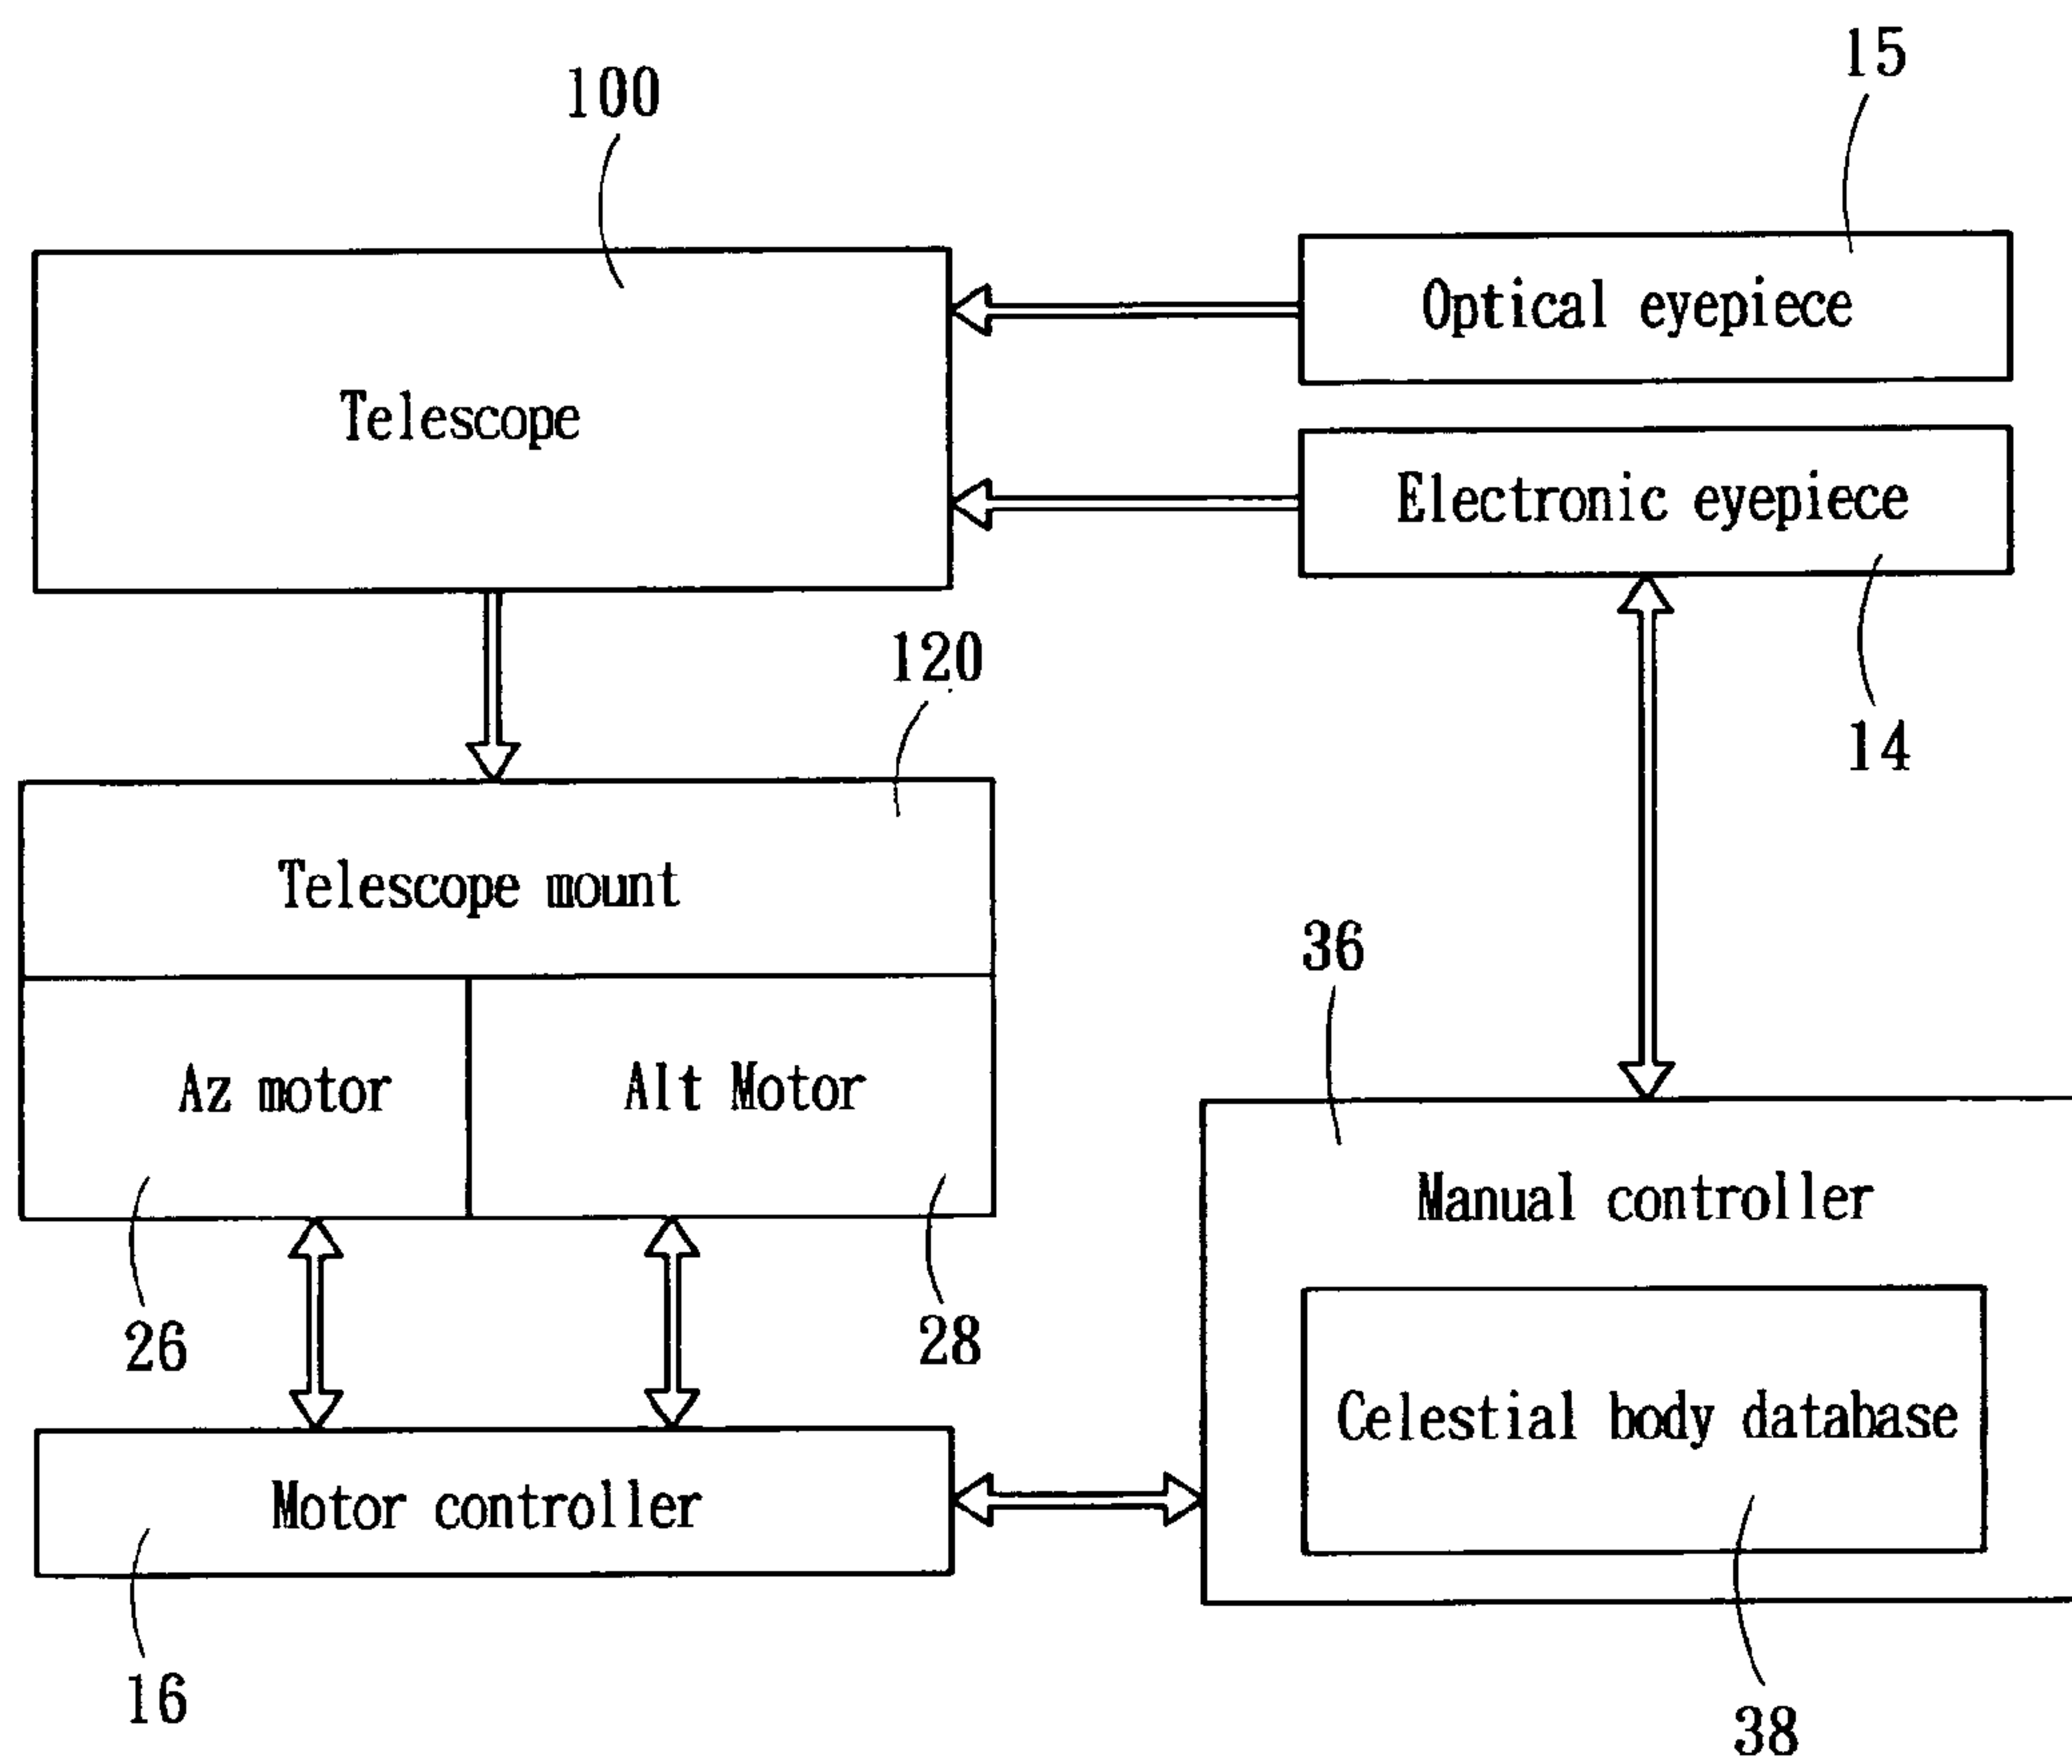 15
100
Optical eyepiece
Telescope
Electronic eyepiece
120
14
Telescope mount
36
Az motor
Alt Motor
Manual controller
26
28
Celestial body database
Motor controller
16
38